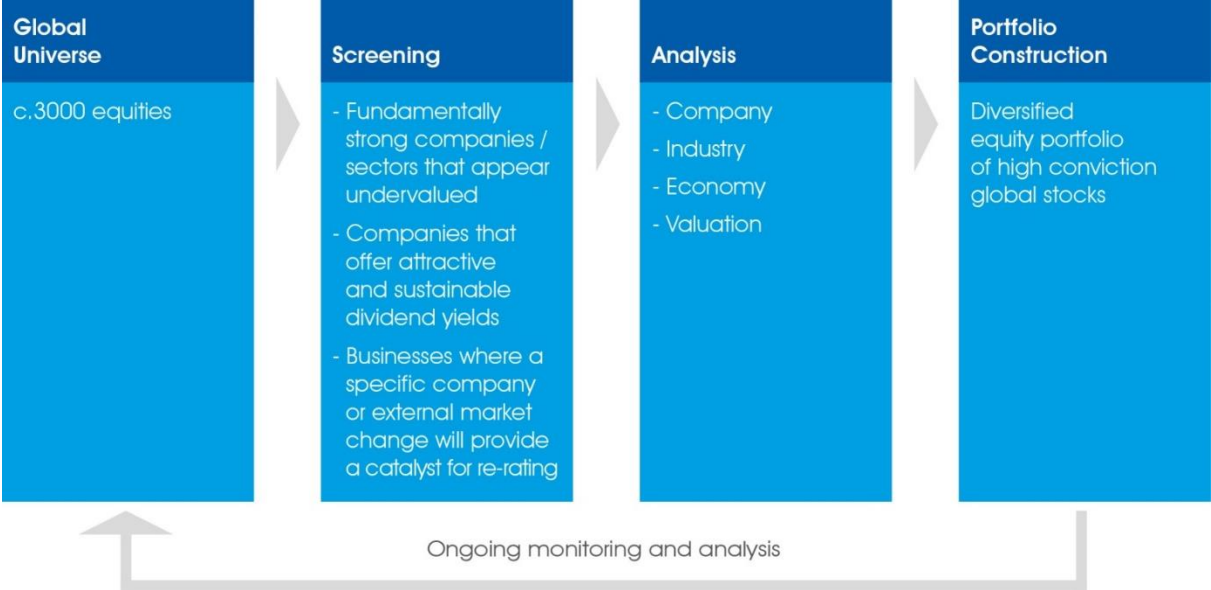 Global
Universe
c.3000 equities
Screening
- Fundamentally
strong companies /
sectors that appear
undervalued
- Companies that
offer attractive
and sustainable
dividend yields
- Businesses where a
specific company
or external market
change will provide
a catalyst for re-rating
Analysis
- Company
- Industry
- Economy
- Valuation
Portfolio
Construction
Diversified
equity portfolio
of high conviction
global stocks
Ongoing monitoring and analysis